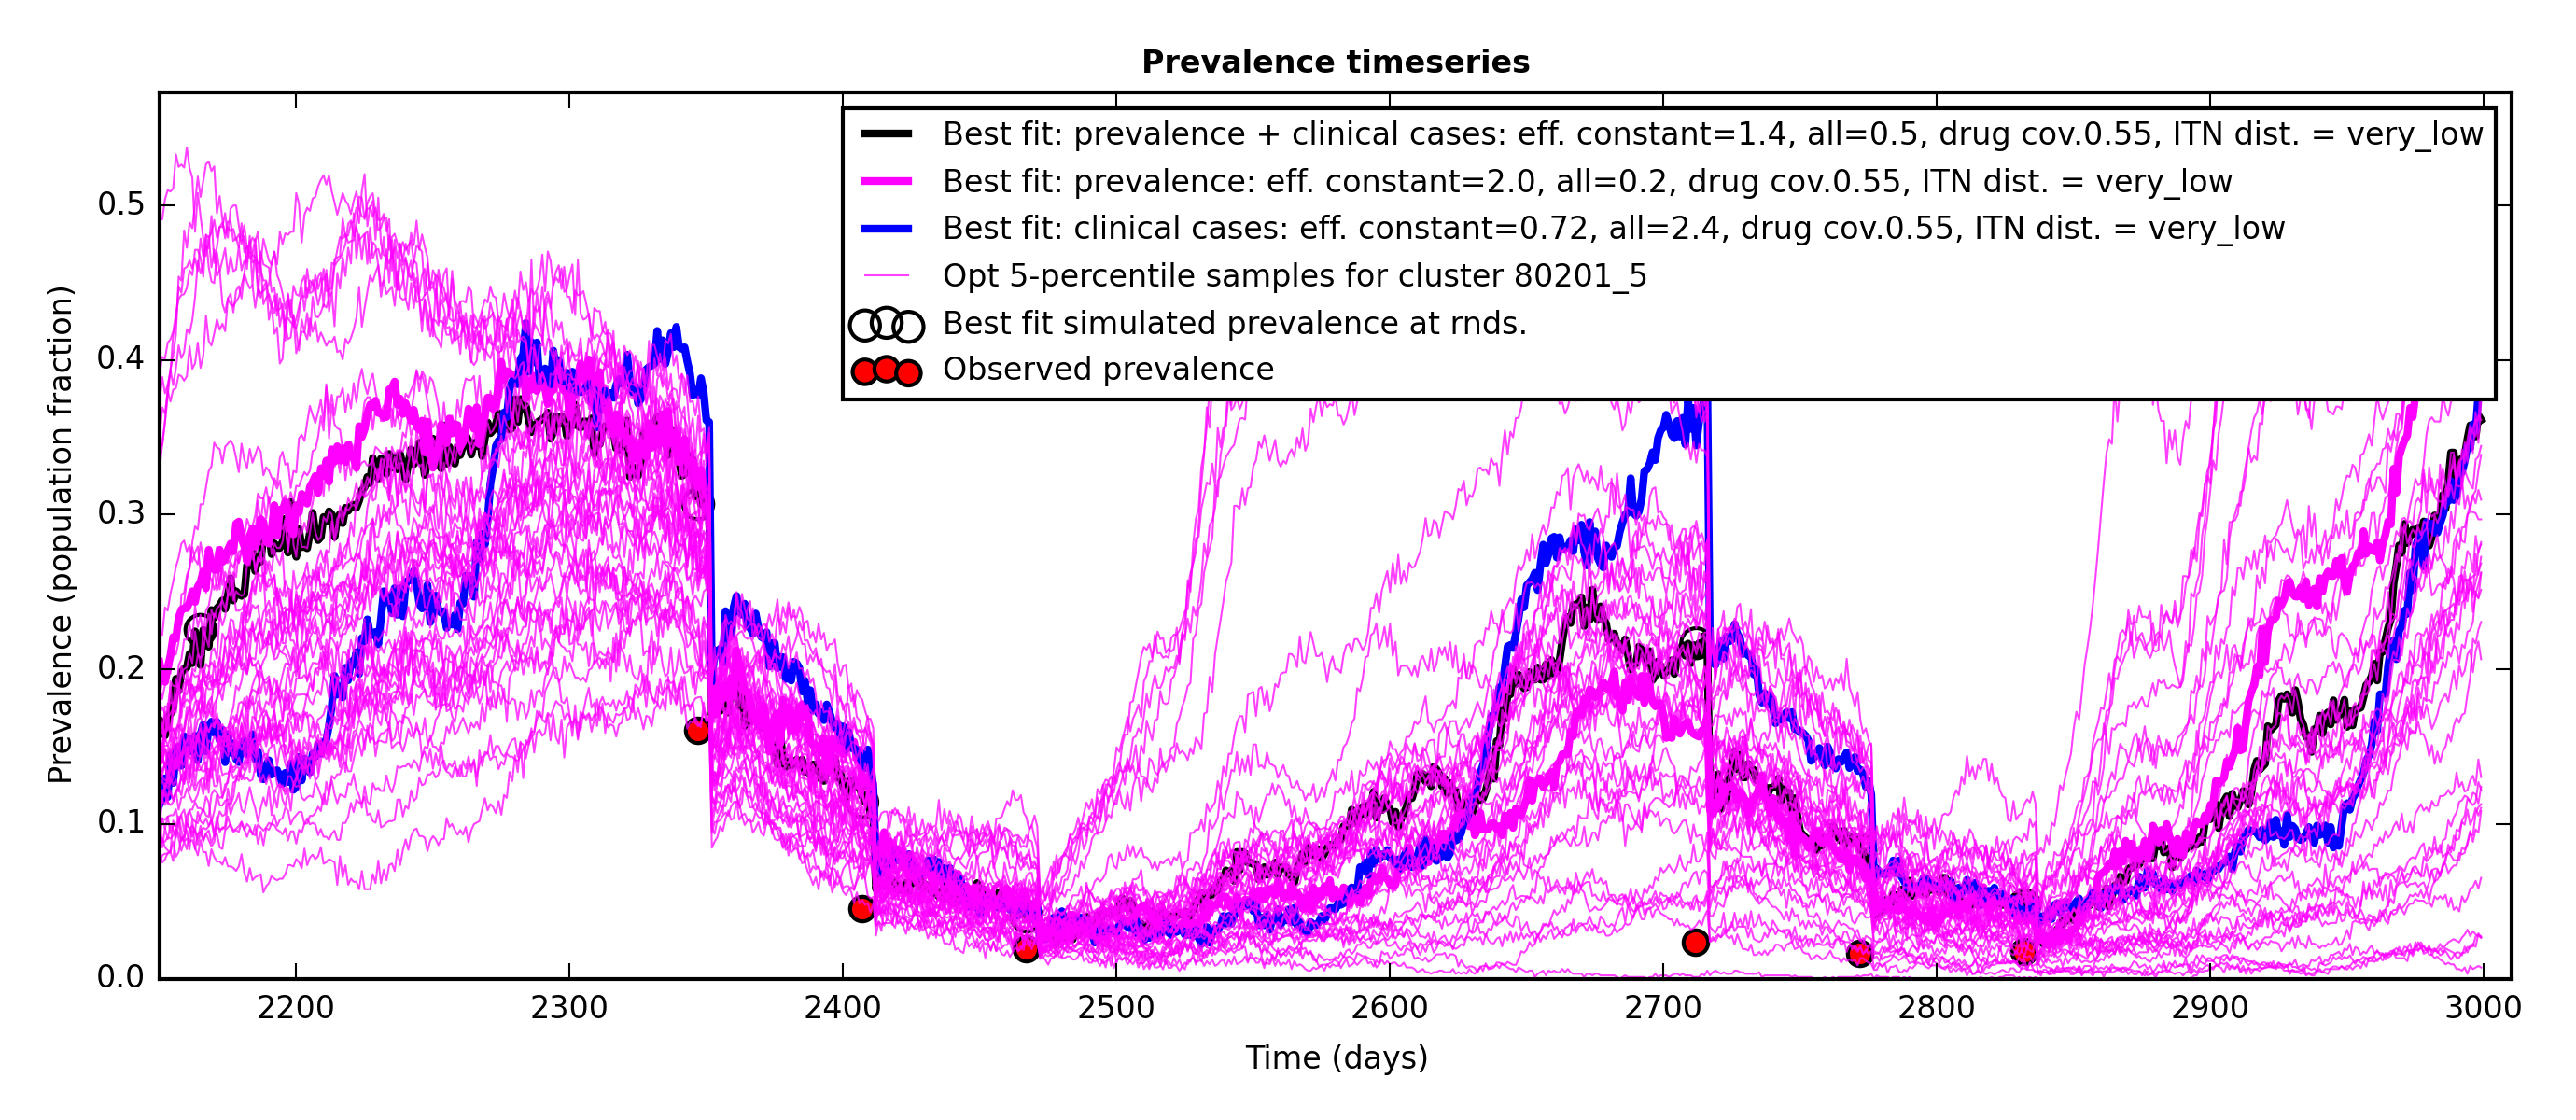 Prevalence timeseries
Best fit: prevalence + clinical cases: eff. constant=1.4, all=0.5, drug cov.0.55, ITN dist. = very_low
Best fit: prevalence: eff. constant=2.0, all=0.2, drug cov.0.55, ITN dist. = very_low
Best fit: clinical cases: eff. constant=0.72, all=2.4, drug cov.0.55, ITN dist. = very_low
Opt 5-percentile samples for cluster 80201_5
Best fit simulated prevalence at rnds.
Observed prevalence
Prevalence (population fraction)
0.5
0.4
0.3
0.2
0.1
0.0
2200 2300 2400 2500 2600 2700 2800 2900 3000
Time (days)